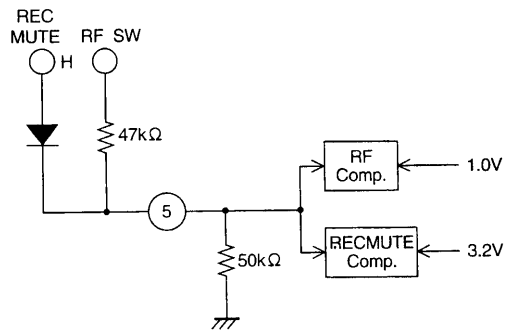 REC
MUTE
RF SW
H
47kΩ
5
50kΩ
RF
Comp.
1.0V
RECMUTE
Comp.
3.2V